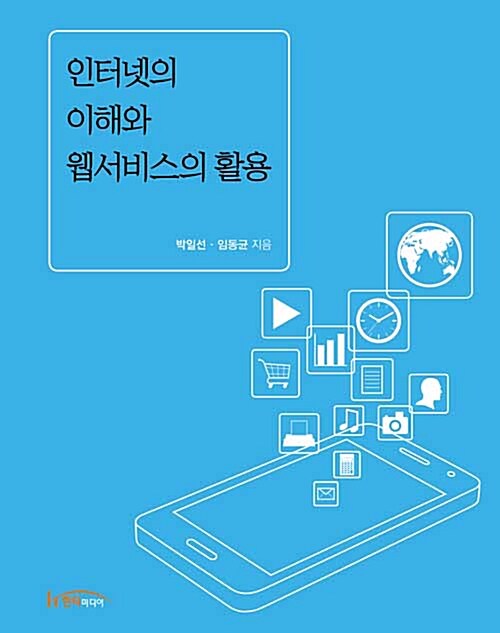 인터넷의
이해와
웹서비스의 활용
박일선 · 임동균 지음
한티미디어